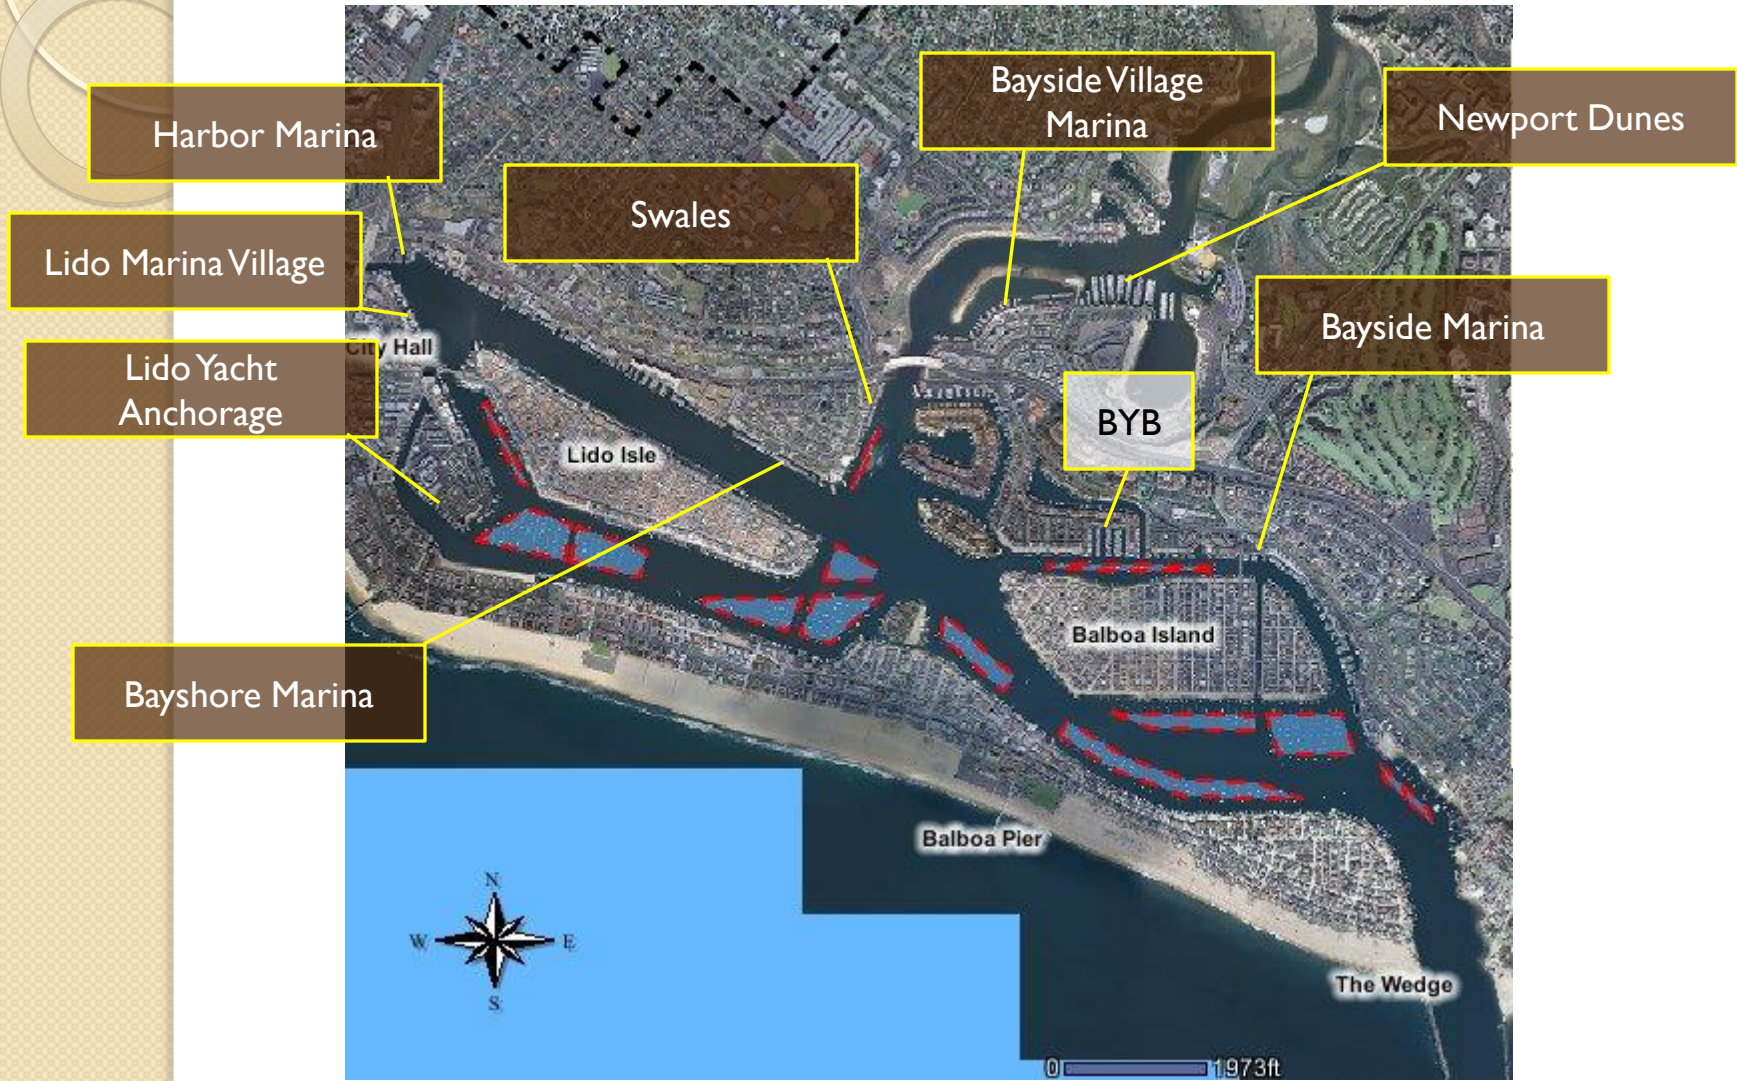 Bayside Village
Marina
Newport Dunes
Harbor Marina
Swales
Lido Marina Village
Bayside Marina
City Hall
Lido Yacht
Anchorage
BYB
Lido Isle
Balboa Island
Bayshore Marina
Balboa Pier
N
W
E
S
The Wedge
0
1973ft